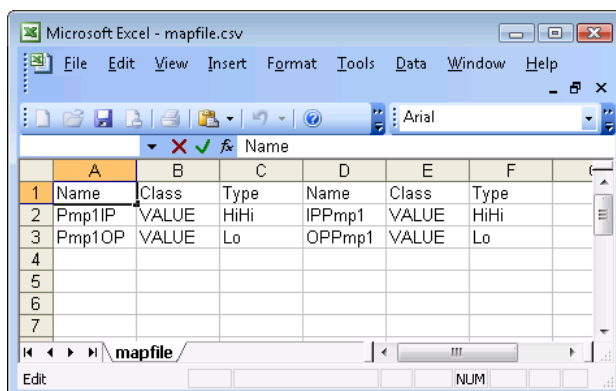 Microsoft Excel - mapfile.csv
File Edit View Insert Format Tools Data Window Help
Arial
fx Name
A B C D E F
1 Name Class Type Name Class Type
2 Pmp1IP VALUE HiHi IPPmp1 VALUE HiHi
3 Pmp1OP VALUE Lo OPPmp1 VALUE Lo
4
5
6
7
mapfile
Edit NUM